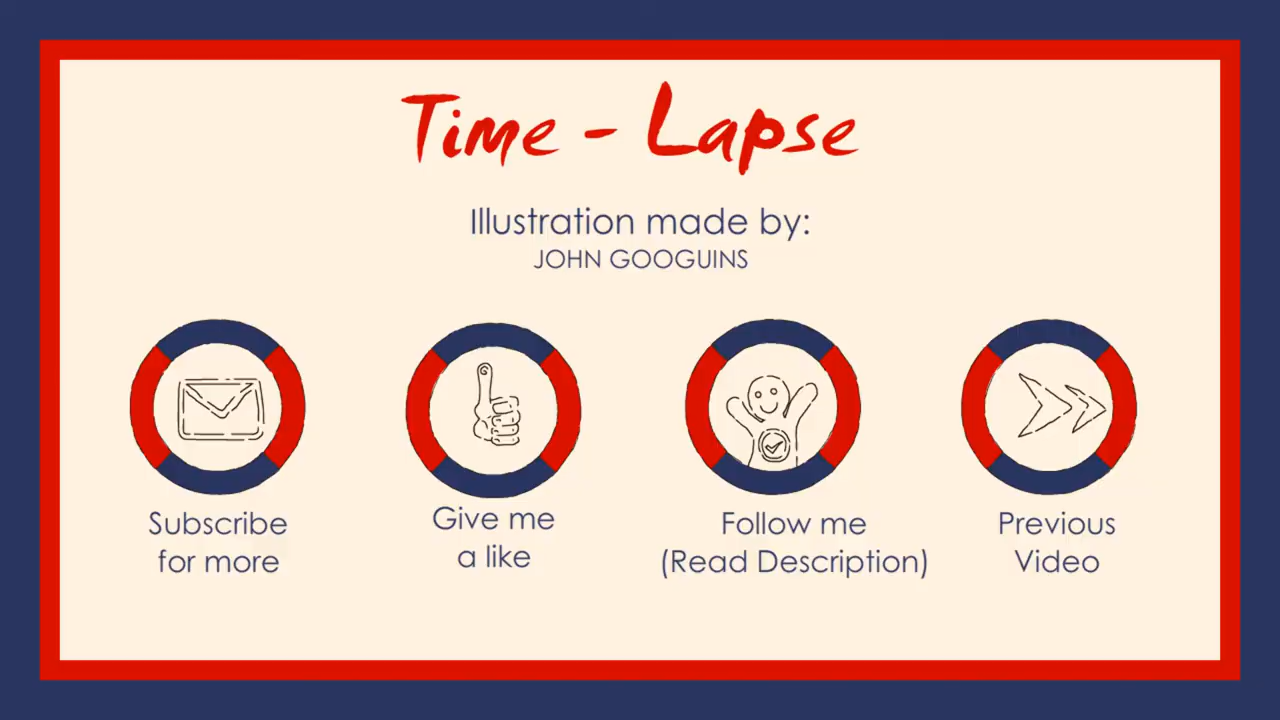 Time - Lapse
Illustration made by:
JOHN GOOGUINS
Subscribe
for more
Give me
a like
Follow me
(Read Description)
Previous
Video